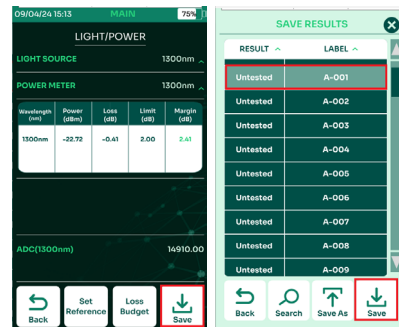 09/04/24 15:13 MAIN 75%
LIGHT/POWER
LIGHT SOURCE 1300nm
POWER METER 1300nm
Wavelength (nm) Power (dBm) Loss (dB) Limit (dB) Margin (dB)
1300nm -22.72 -0.41 2.00 2.41
ADC(1300nm) 14910.00
Back Set Reference Loss Budget Save
SAVE RESULTS
RESULT LABEL
Untested A-001
Untested A-002
Untested A-003
Untested A-004
Untested A-005
Untested A-006
Untested A-007
Untested A-008
Untested A-009
Back Search Save As Save